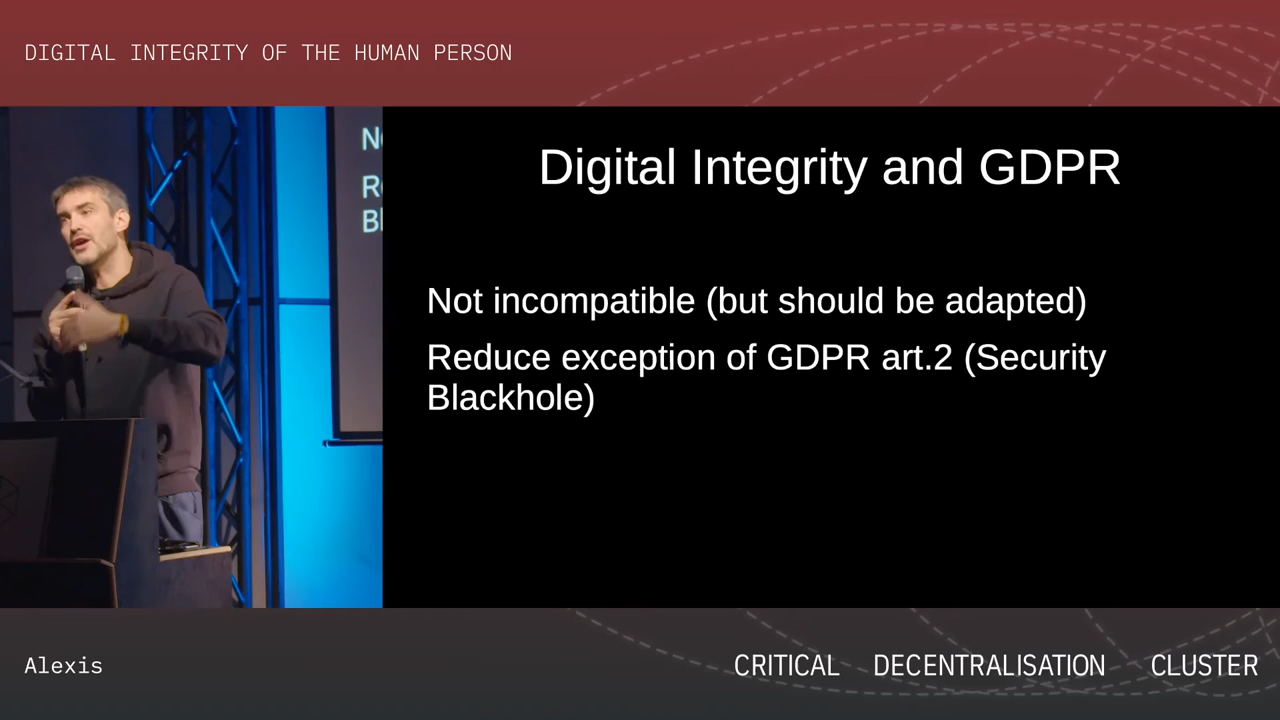 DIGITAL INTEGRITY OF THE HUMAN PERSON
Digital Integrity and GDPR
Not incompatible (but should be adapted)
Reduce exception of GDPR art.2 (Security
Blackhole)
Alexis
CRITICAL DECENTRALISATION CLUSTER